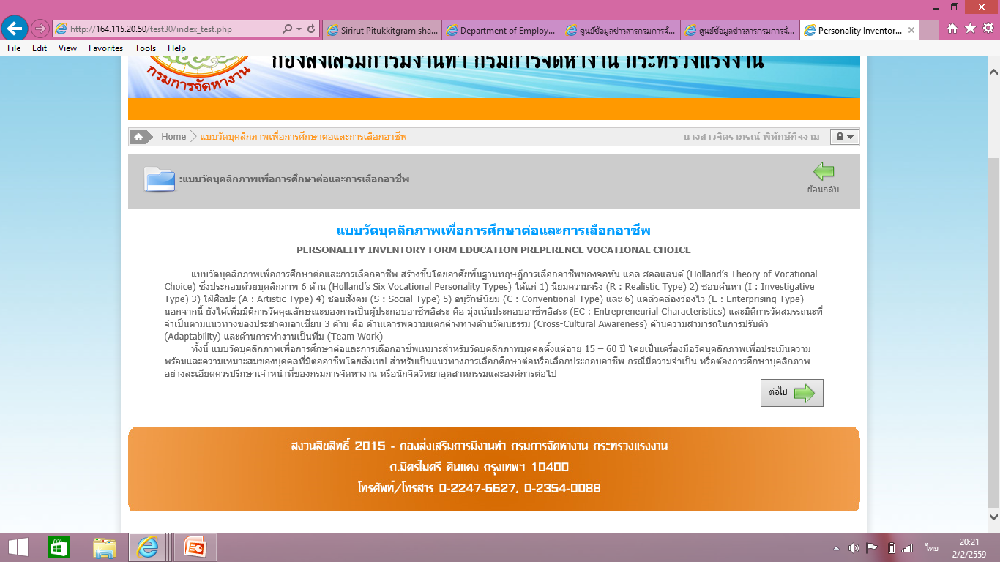 http://164.115.20.50/test30/index_test.php
Sirirut Pitukkitgram sha...
Department of Employ...
ศูนย์ข้อมูลข่าวสารกรมการจั...
ศูนย์ข้อมูลข่าวสารกรมการจั...
Personality Inventor...
File Edit View Favorites Tools Help
กองส่งเสริมการมีงานทำ กรมการจัดหางาน กระทรวงแรงงาน
กรมการจัดหางาน
Home แบบวัดบุคลิกภาพเพื่อการศึกษาต่อและการเลือกอาชีพ
นางสาวจิตราภรณ์ พิทักษ์กิจงาม
:แบบวัดบุคลิกภาพเพื่อการศึกษาต่อและการเลือกอาชีพ
ย้อนกลับ
แบบวัดบุคลิกภาพเพื่อการศึกษาต่อและการเลือกอาชีพ
PERSONALITY INVENTORY FORM EDUCATION PREPERENCE VOCATIONAL CHOICE
แบบวัดบุคลิกภาพเพื่อการศึกษาต่อและการเลือกอาชีพ สร้างขึ้นโดยอาศัยพื้นฐานทฤษฎีการเลือกอาชีพของจอห์น แอล ฮอลแลนด์ (Holland's Theory of Vocational
Choice) ซึ่งประกอบด้วยบุคลิกภาพ 6 ด้าน (Holland's Six Vocational Personality Types) ได้แก่ 1) นิยมความจริง (R : Realistic Type) 2) ชอบค้นหา (I : Investigative
Type) 3) ใฝ่ศิลปะ (A : Artistic Type) 4) ชอบสังคม (S : Social Type) 5) อนุรักษ์นิยม (C : Conventional Type) และ 6) แคล่วคล่องว่องไว (E : Enterprising Type)
นอกจากนี้ ยังได้เพิ่มมิติการวัดคุณลักษณะของการเป็นผู้ประกอบอาชีพอิสระ คือ มุ่งเน้นประกอบอาชีพอิสระ (EC : Entrepreneurial Characteristics) และมิติการวัดสมรรถนะที่
จำเป็นตามแนวทางของประชาคมอาเซียน 3 ด้าน คือ ด้านเคารพความแตกต่างทางด้านวัฒนธรรม (Cross-Cultural Awareness) ด้านความสามารถในการปรับตัว
(Adaptability) และด้านการทำงานเป็นทีม (Team Work)
ทั้งนี้ แบบวัดบุคลิกภาพเพื่อการศึกษาต่อและการเลือกอาชีพเหมาะสำหรับวัดบุคลิกภาพบุคคลตั้งแต่อายุ 15 – 60 ปี โดยเป็นเครื่องมือวัดบุคลิกภาพเพื่อประเมินความ
พร้อมและความเหมาะสมของบุคคลที่มีต่ออาชีพโดยสังเขป สำหรับเป็นแนวทางการเลือกศึกษาต่อหรือเลือกประกอบอาชีพ กรณีมีความจำเป็น หรือต้องการศึกษาบุคลิกภาพ
อย่างละเอียดควรปรึกษาเจ้าหน้าที่ของกรมการจัดหางาน หรือนักจิตวิทยาอุตสาหกรรมและองค์การต่อไป
ต่อไป
สงวนลิขสิทธิ์ 2015 - กองส่งเสริมการมีงานทำ กรมการจัดหางาน กระทรวงแรงงาน
ถ.มิตรไมตรี ดินแดง กรุงเทพฯ 10400
โทรศัพท์/โทรสาร 0-2247-6627, 0-2354-0088
ไทย
20:21
2/2/2559